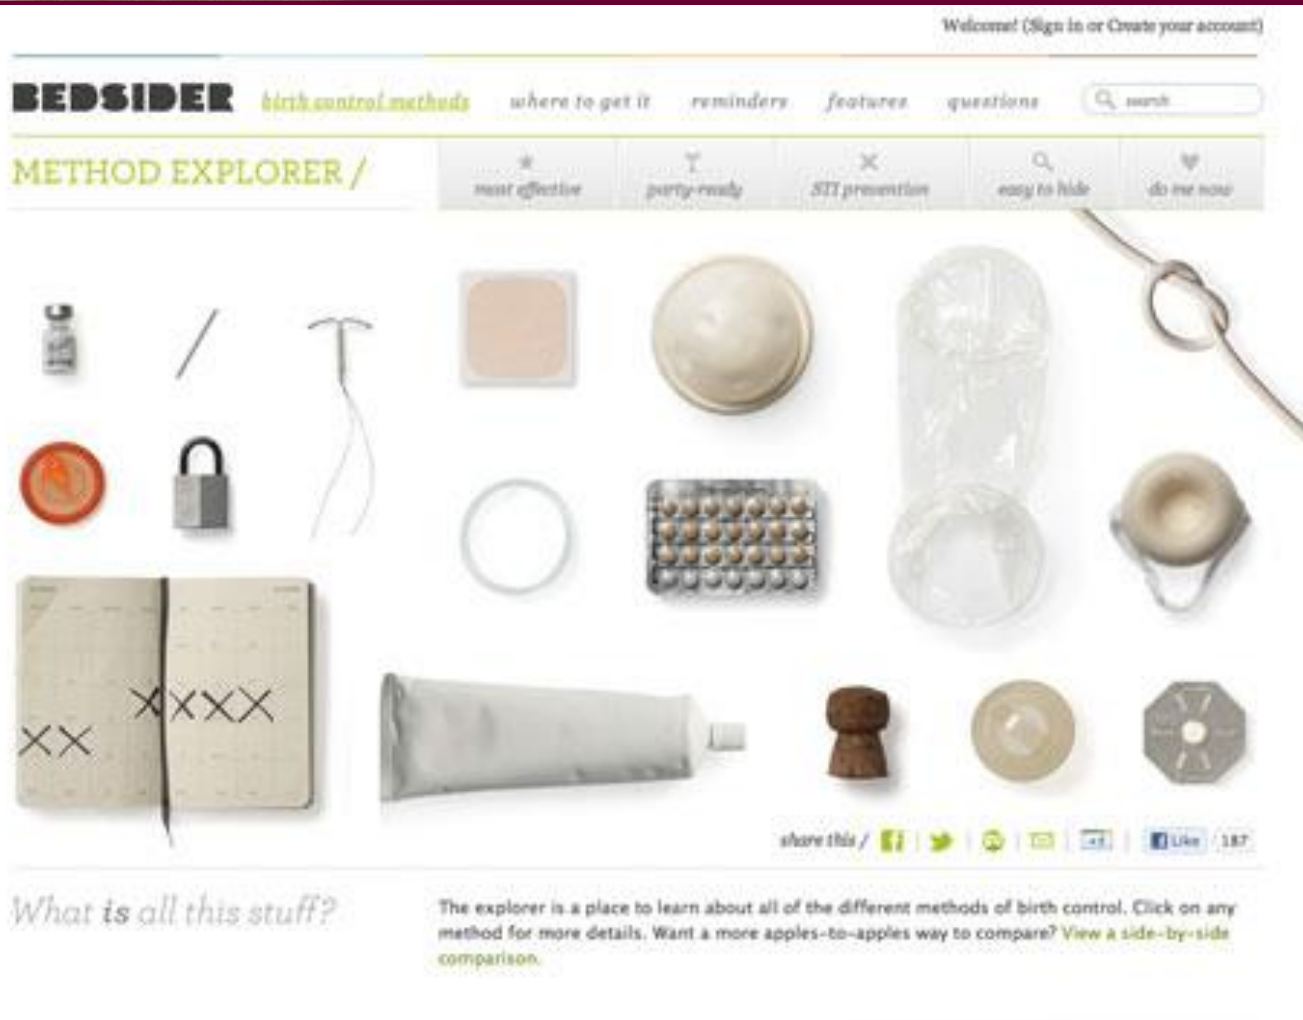 Welcome! (Sign in or Create your account)
BEDSIDER birth control methods where to get it reminders features questions search
METHOD EXPLORER /
most effective party-ready STI prevention easy to hide do me now
XX XXXX
share this / Like 187
What is all this stuff?
The explorer is a place to learn about all of the different methods of birth control. Click on any
method for more details. Want a more apples-to-apples way to compare? View a side-by-side
comparison.